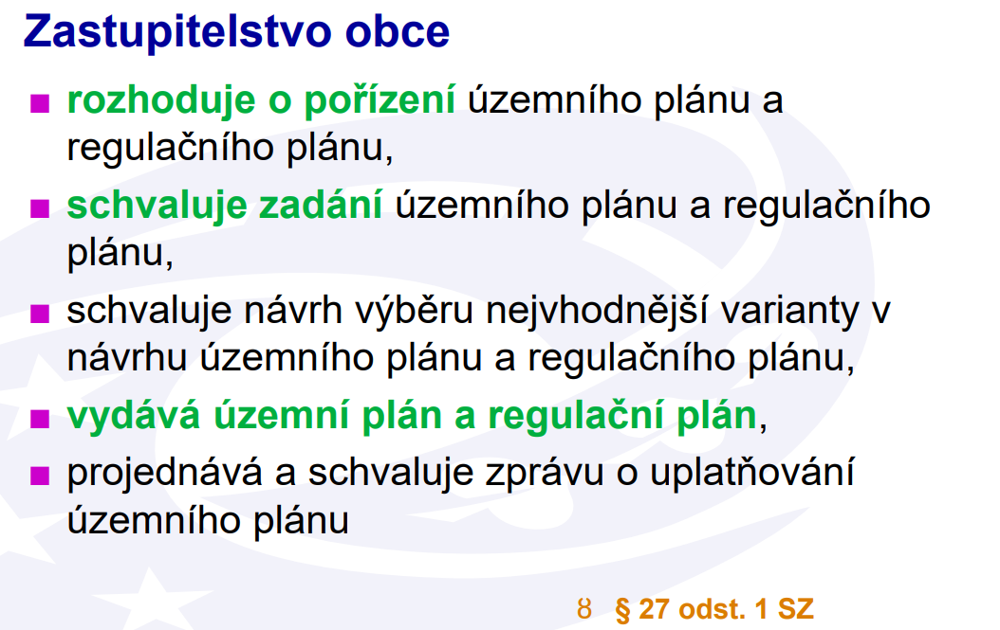 Zastupitelstvo obce
■ rozhoduje o pořízení územního plánu a
regulačního plánu,
■ schvaluje zadání územního plánu a regulačního
plánu,
■ schvaluje návrh výběru nejvhodnější varianty v
návrhu územního plánu a regulačního plánu,
■ vydává územní plán a regulační plán,
■ projednává a schvaluje zprávu o uplatňování
územního plánu
8 § 27 odst. 1 SZ